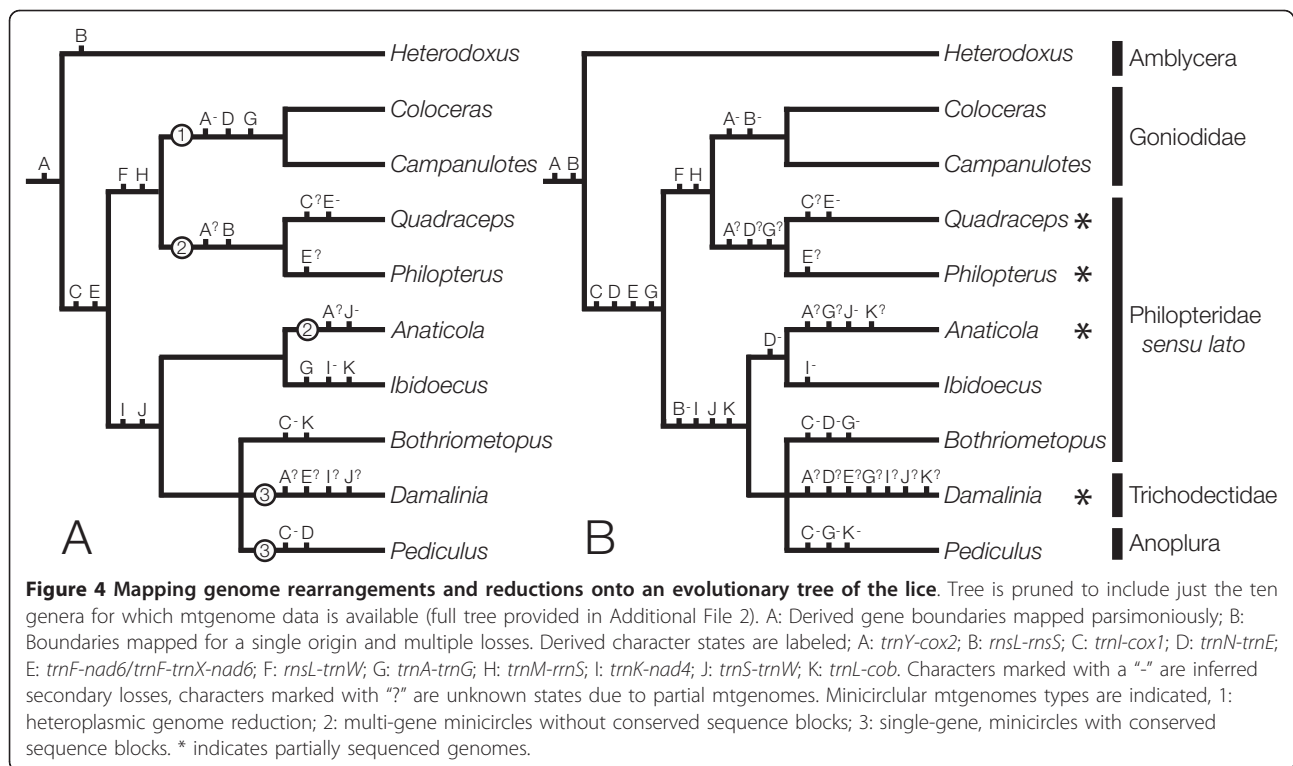 B
Heterodoxus
Heterodoxus
Amblycera
Coloceras
Coloceras
1
A- D G
A- B-
Goniodidae
A
F H
Campanulotes
A B
F H
Campanulotes
C? E-
Quadraceps
C? E-
Quadraceps *
2
A? B
A? D? G?
E?
Philopterus
E?
Philopterus *
C E
C D E G
2
A? J-
Anaticola
A? G? J- K?
Anaticola *
Philopteridae
sensu lato
D-
G I- K
Ibidoecus
I-
Ibidoecus
I J
B- I J K
C- K
Bothriometopus
C- D- G-
Bothriometopus
3
A? E? I? J?
Damalinia
A? D? E? G? I? J? K?
Damalinia *
Trichodectidae
A
3
C- D
Pediculus
B
C- G- K-
Pediculus
Anoplura
Figure 4 Mapping genome rearrangements and reductions onto an evolutionary tree of the lice. Tree is pruned to include just the ten
genera for which mtgenome data is available (full tree provided in Additional File 2). A: Derived gene boundaries mapped parsimoniously; B:
Boundaries mapped for a single origin and multiple losses. Derived character states are labeled; A: trnY-cox2; B: rnsL-rnsS; C: trnI-cox1; D: trnN-trnE;
E: trnF-nad6/trnF-trnX-nad6; F: rnsL-trnW; G: trnA-trnG; H: trnM-rrnS; I: trnK-nad4; J: trnS-trnW; K: trnL-cob. Characters marked with a "-" are inferred
secondary losses, characters marked with "?" are unknown states due to partial mtgenomes. Minicirclular mtgenomes types are indicated, 1:
heteroplasmic genome reduction; 2: multi-gene minicircles without conserved sequence blocks; 3: single-gene, minicircles with conserved
sequence blocks. * indicates partially sequenced genomes.